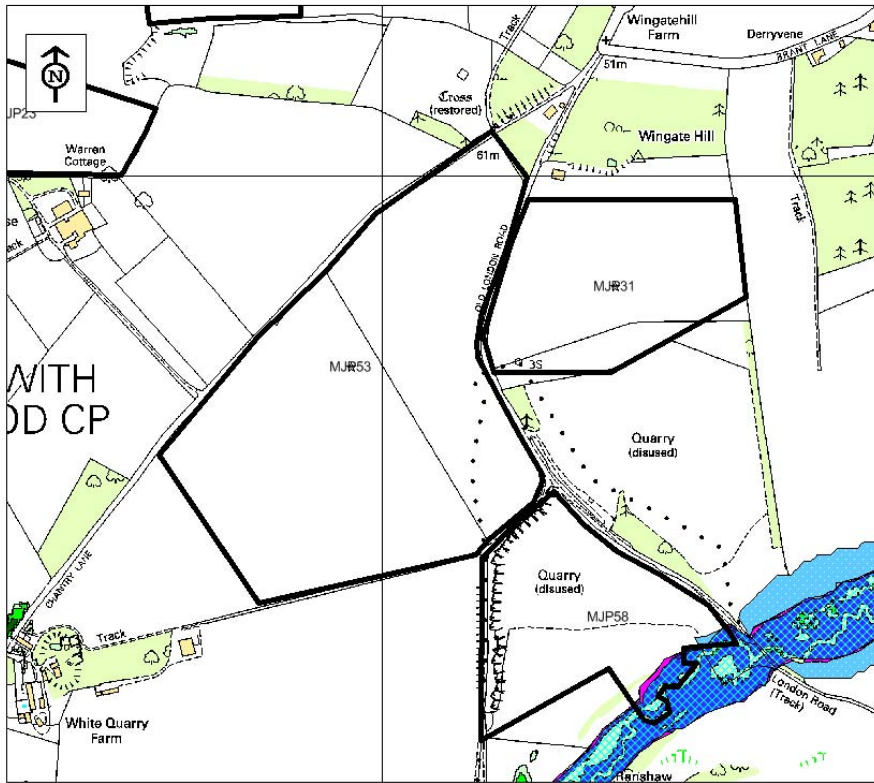 Wingatehill
Farm
Derryvene
BRANT LANE
Track
51m
N
Cross
(restored)
MJP23
Warren
Cottage
61m
Wingate Hill
Track
OLD LONDON ROAD
MJP31
MJP53
WITH
OD CP
Quarry
(disused)
CHANTRY LANE
Quarry
(disused)
MJP58
Track
London Road
(Track)
White Quarry
Farm
Renshaw